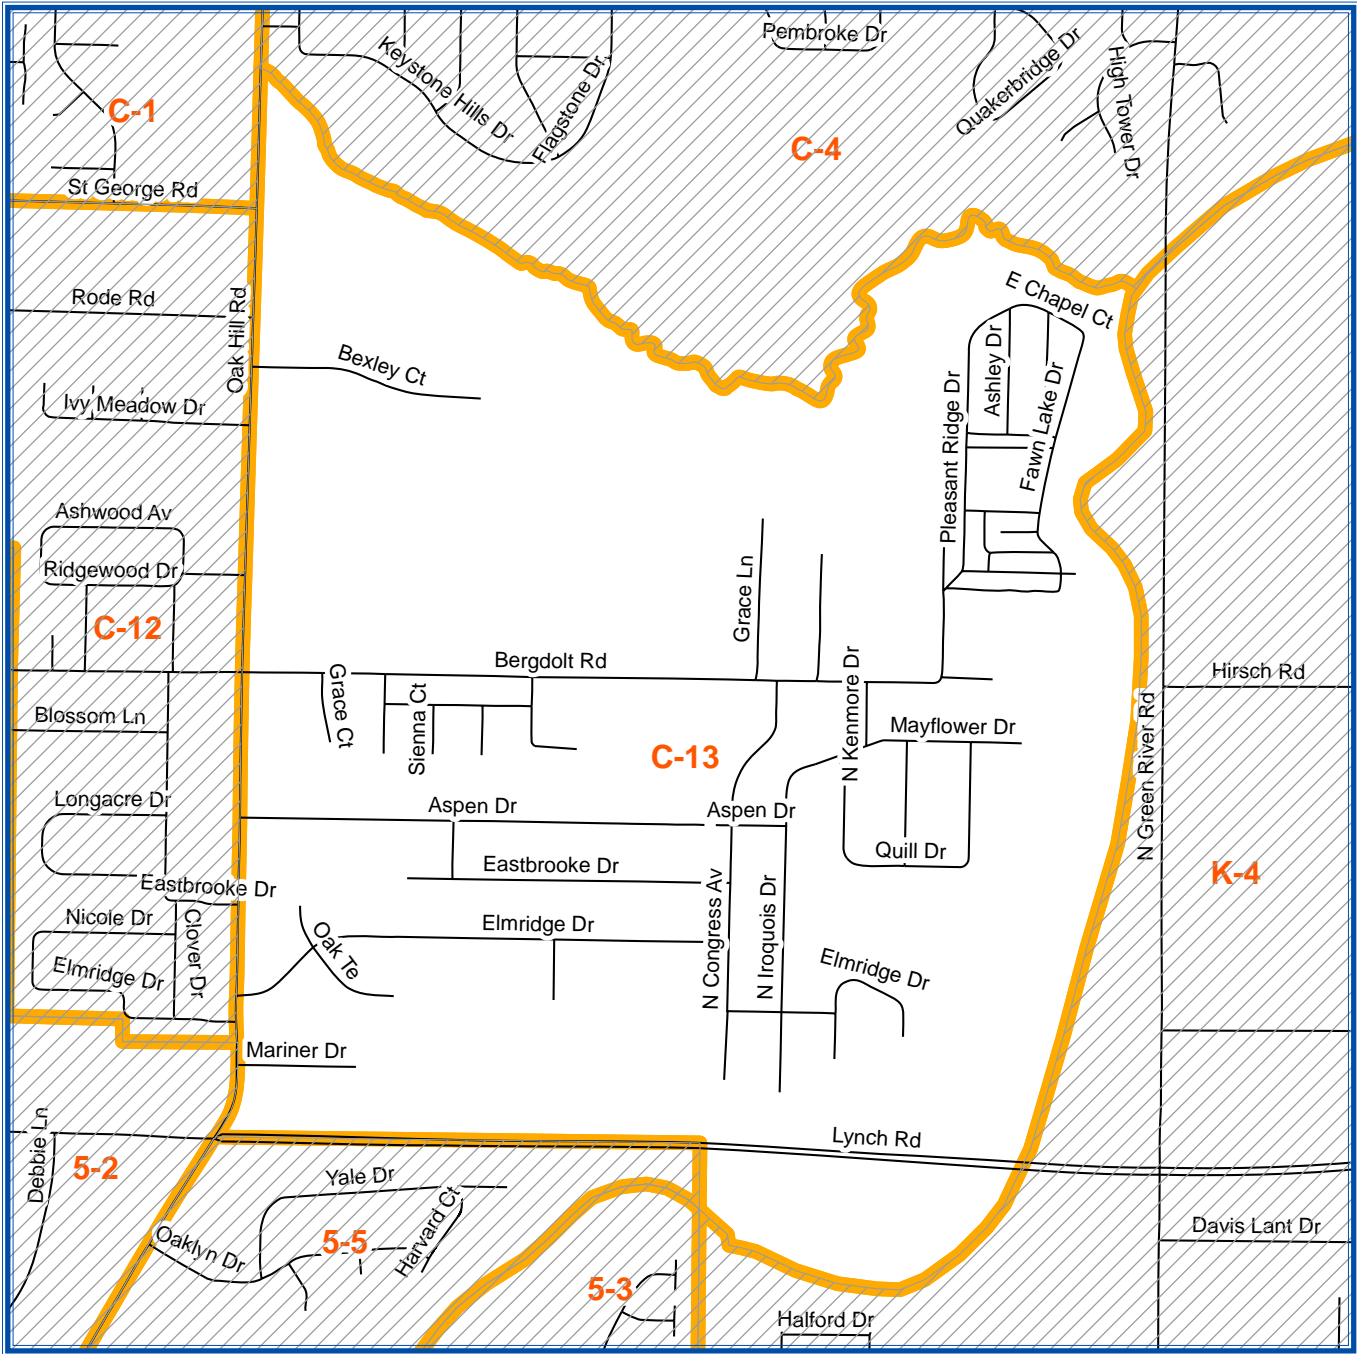 Pembroke Dr
Keystone Hills Dr
Flagstone Dr
Quakerbridge Dr
High Tower Dr
C-1
C-4
St George Rd
Rode Rd
Oak Hill Rd
E Chapel Ct
Bexley Ct
Ashley Dr
Ivy Meadow Dr
Fawn Lake Dr
Pleasant Ridge Dr
Ashwood Av
Ridgewood Dr
Grace Ln
C-12
Bergdolt Rd
Hirsch Rd
Grace Ct
Sienna Ct
N Kenmore Dr
Blossom Ln
Mayflower Dr
C-13
N Green River Rd
Longacre Dr
Aspen Dr
Aspen Dr
Quill Dr
Eastbrooke Dr
K-4
Eastbrooke Dr
Nicole Dr
Clover Dr
Elmridge Dr
N Congress Av
N Iroquois Dr
Oak Te
Elmridge Dr
Elmridge Dr
Mariner Dr
Lynch Rd
Debbie Ln
5-2
Yale Dr
Harvard Ct
Davis Lant Dr
Oaklyn Dr
5-5
5-3
Halford Dr